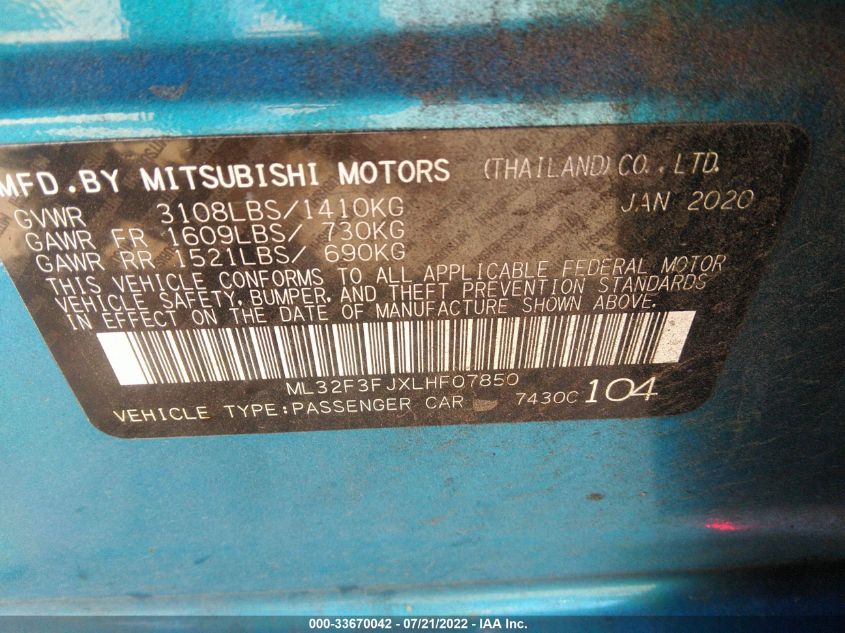 MFD.BY MITSUBISHI MOTORS (THAILAND) CO., LTD.
GVWR 3108LBS/1410KG JAN 2020
GAWR FR 1609LBS/ 730KG
GAWR RR 1521LBS/ 690KG
THIS VEHICLE CONFORMS TO ALL APPLICABLE FEDERAL MOTOR
VEHICLE SAFETY, BUMPER, AND THEFT PREVENTION STANDARDS
IN EFFECT ON THE DATE OF MANUFACTURE SHOWN ABOVE.
ML32F3FJXLHF07850
VEHICLE TYPE:PASSENGER CAR 7430C 104
000-33670042 / 07/21/2022 - IAA Inc.